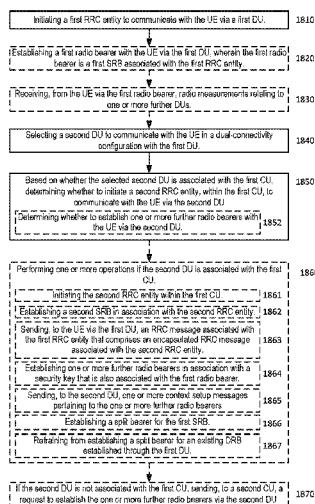 Initiating a first RRC entity to communicate with the UE via a first DU.
1810
Establishing a first radio bearer with the UE via the first DU, wherein the first radio
bearer is a first SRB associated with the first RRC entity.
1820
Receiving, from the UE via the first radio bearer, radio measurements relating to
one or more further DUs.
1830
Selecting a second DU to communicate with the UE in a dual-connectivity
configuration with the first DU.
1840
Based on whether the selected second DU is associated with the first CU,
determining whether to initiate a second RRC entity, within the first CU, to
communicate with the UE via the second DU
1850
Determining whether to establish one or more further radio bearers with
the UE via the second DU.
1852
Performing one or more operations if the second DU is associated with the first
CU.
186
Initiating the second RRC entity within the first CU.
1861
Establishing a second SRB in association with the second RRC entity.
1862
Sending, to the UE via the first DU, an RRC message associated with
the first RRC entity that comprises an encapsulated RRC message
associated with the second RRC entity.
1863
Establishing one or more further radio bearers in association with a
security key that is also associated with the first radio bearer.
1864
Sending, to the second DU, one or more context setup messages
pertaining to the one or more further radio bearers
1865
Establishing a split bearer for the first SRB.
1866
Refraining from establishing a split bearer for an existing DRB
established through the first DU.
1867
If the second DU is not associated with the first CU, sending, to a second CU, a
request to establish the one or more further radio bearers via the second DU
1870